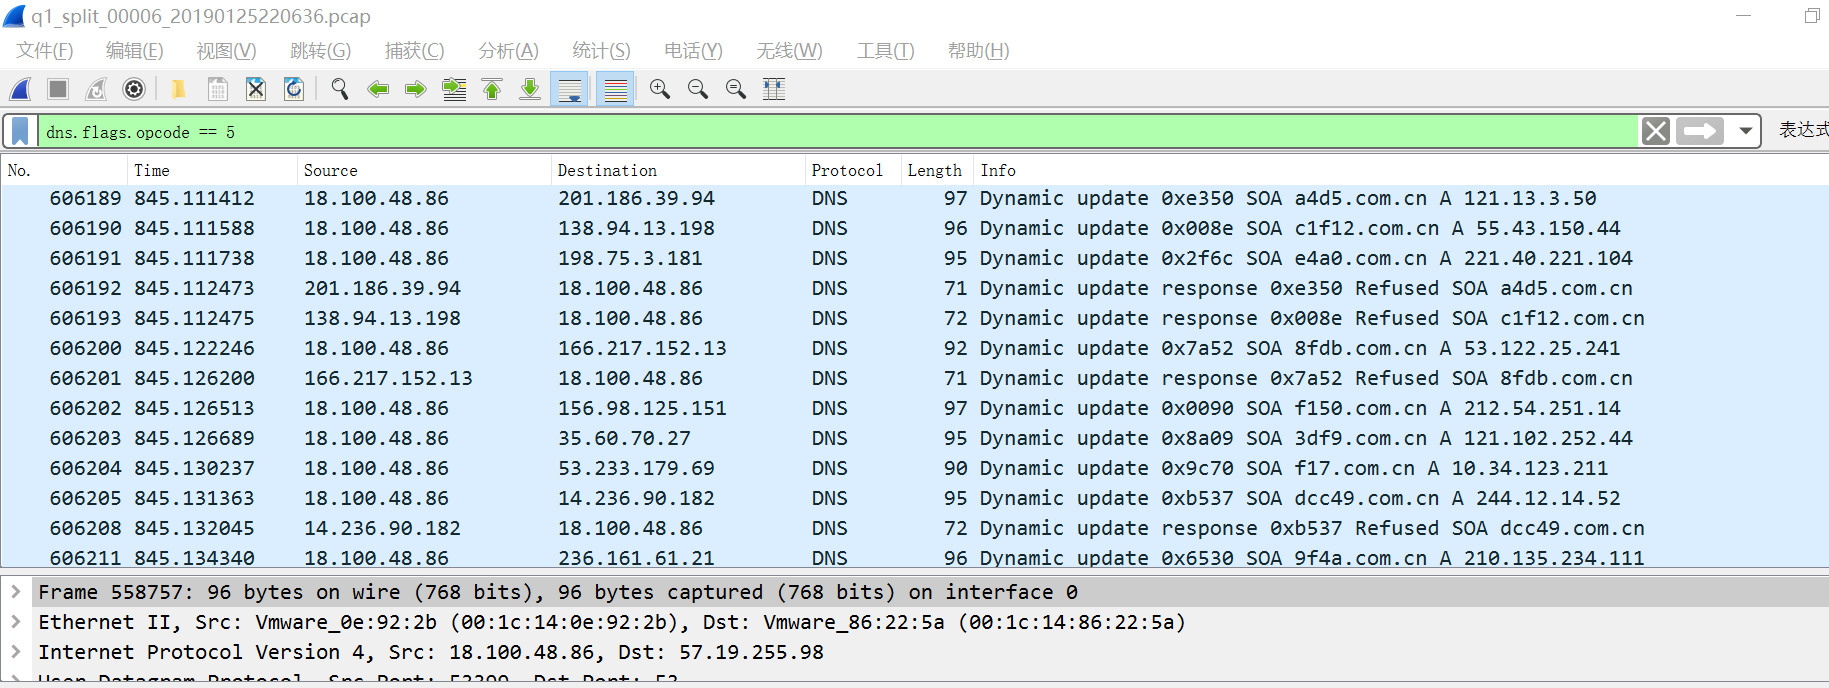 q1_split_00006_20190125220636.pcap
文件(F) 编辑(E) 视图(V) 跳转(G) 捕获(C) 分析(A) 统计(S) 电话(Y) 无线(W) 工具(T) 帮助(H)
dns.flags.opcode == 5 表达式
No. Time Source Destination Protocol Length Info
606189 845.111412 18.100.48.86 201.186.39.94 DNS 97 Dynamic update 0xe350 SOA a4d5.com.cn A 121.13.3.50
606190 845.111588 18.100.48.86 138.94.13.198 DNS 96 Dynamic update 0x008e SOA c1f12.com.cn A 55.43.150.44
606191 845.111738 18.100.48.86 198.75.3.181 DNS 95 Dynamic update 0x2f6c SOA e4a0.com.cn A 221.40.221.104
606192 845.112473 201.186.39.94 18.100.48.86 DNS 71 Dynamic update response 0xe350 Refused SOA a4d5.com.cn
606193 845.112475 138.94.13.198 18.100.48.86 DNS 72 Dynamic update response 0x008e Refused SOA c1f12.com.cn
606200 845.122246 18.100.48.86 166.217.152.13 DNS 92 Dynamic update 0x7a52 SOA 8fdb.com.cn A 53.122.25.241
606201 845.126200 166.217.152.13 18.100.48.86 DNS 71 Dynamic update response 0x7a52 Refused SOA 8fdb.com.cn
606202 845.126513 18.100.48.86 156.98.125.151 DNS 97 Dynamic update 0x0090 SOA f150.com.cn A 212.54.251.14
606203 845.126689 18.100.48.86 35.60.70.27 DNS 95 Dynamic update 0x8a09 SOA 3df9.com.cn A 121.102.252.44
606204 845.130237 18.100.48.86 53.233.179.69 DNS 90 Dynamic update 0x9c70 SOA f17.com.cn A 10.34.123.211
606205 845.131363 18.100.48.86 14.236.90.182 DNS 95 Dynamic update 0xb537 SOA dcc49.com.cn A 244.12.14.52
606208 845.132045 14.236.90.182 18.100.48.86 DNS 72 Dynamic update response 0xb537 Refused SOA dcc49.com.cn
606211 845.134340 18.100.48.86 236.161.61.21 DNS 96 Dynamic update 0x6530 SOA 9f4a.com.cn A 210.135.234.111
Frame 558757: 96 bytes on wire (768 bits), 96 bytes captured (768 bits) on interface 0
Ethernet II, Src: Vmware_0e:92:2b (00:1c:14:0e:92:2b), Dst: Vmware_86:22:5a (00:1c:14:86:22:5a)
Internet Protocol Version 4, Src: 18.100.48.86, Dst: 57.19.255.98
User Datagram Protocol, Src Port: Dst Port: 53